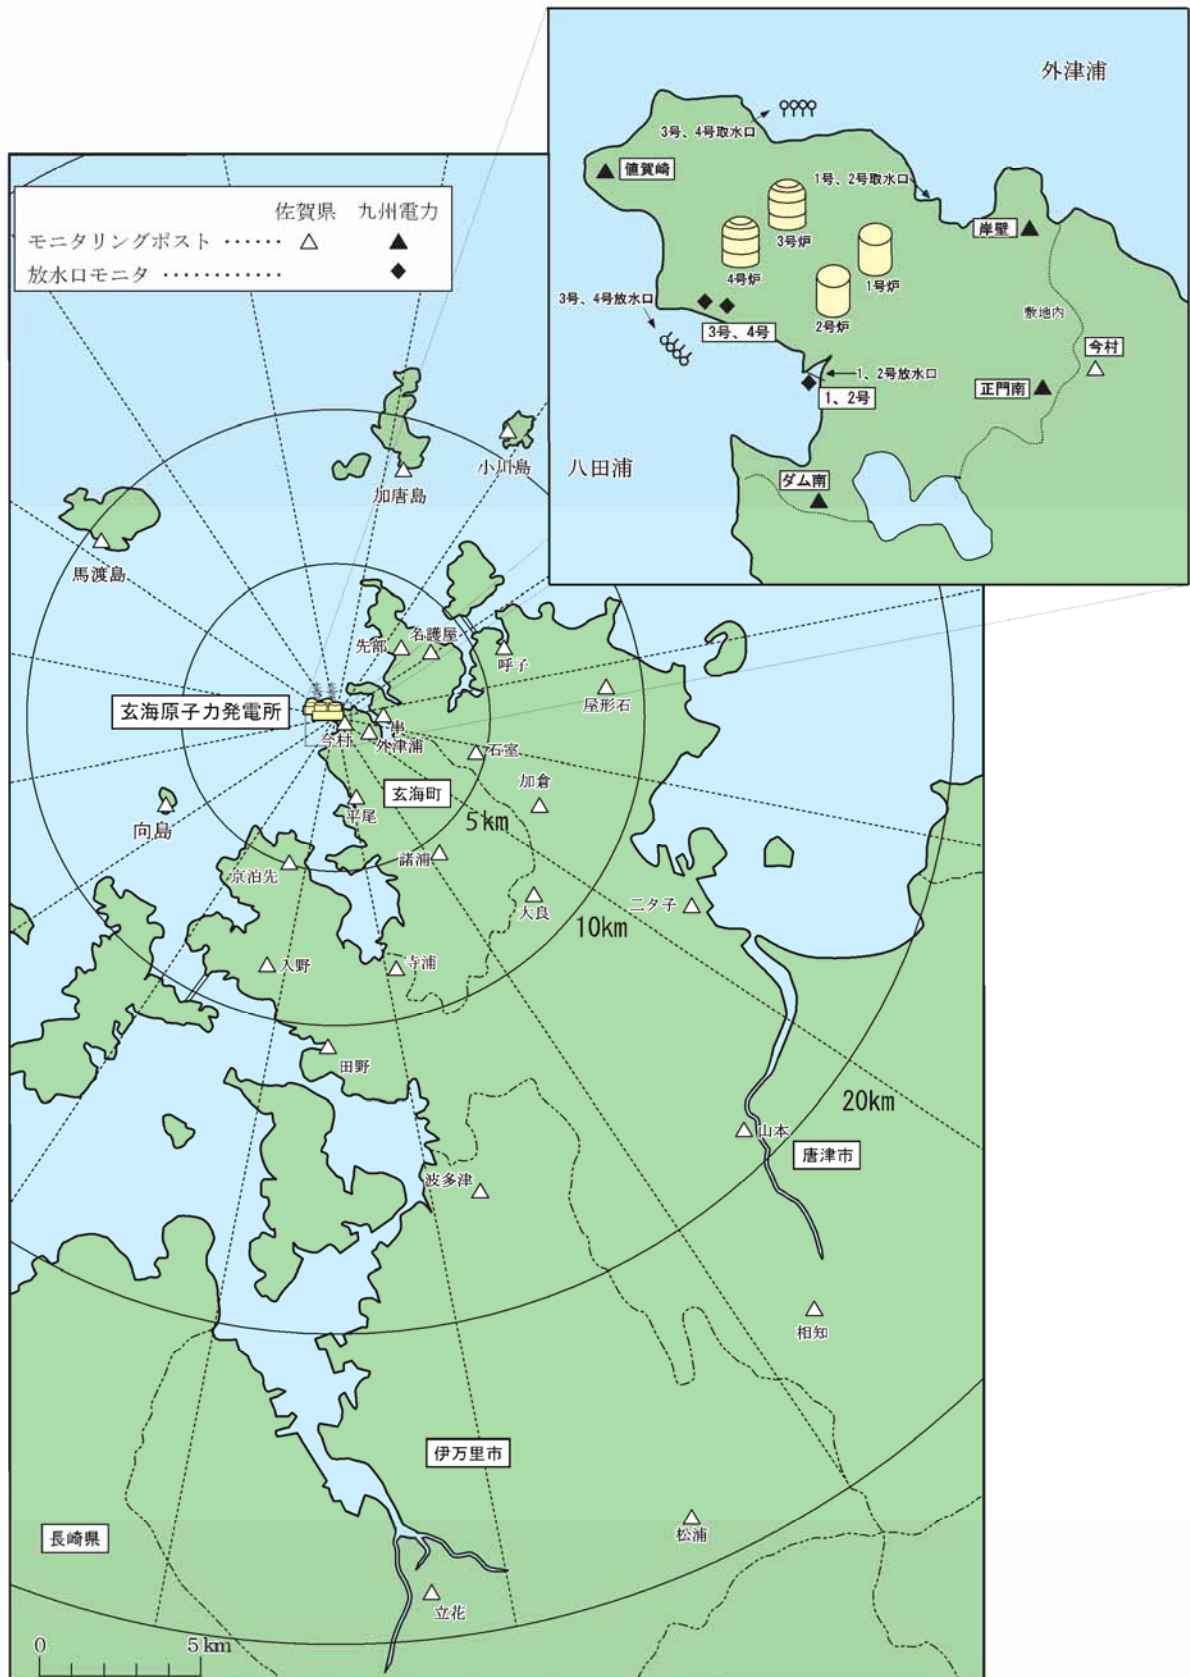 外津浦
3号、4号取水口
値賀崎
1号、2号取水口
3号炉
岸壁
4号炉
1号炉
3号、4号放水口
2号炉
敷地内
3号、4号
今村
1、2号放水口
正門南
1、2号
八田浦
ダム南
佐賀県 九州電力
モニタリングポスト ‥‥‥ △ ▲
放水口モニタ ‥‥‥‥‥‥ ◆
小川島
加唐島
馬渡島
先部
名護屋
呼子
屋形石
玄海原子力発電所
今村
串
外津浦
石室
加倉
玄海町
平尾
5km
向島
諸浦
京泊先
大良
二タ子
10km
入野
寺浦
田野
20km
山本
唐津市
波多津
相知
伊万里市
松浦
長崎県
立花
0 5km